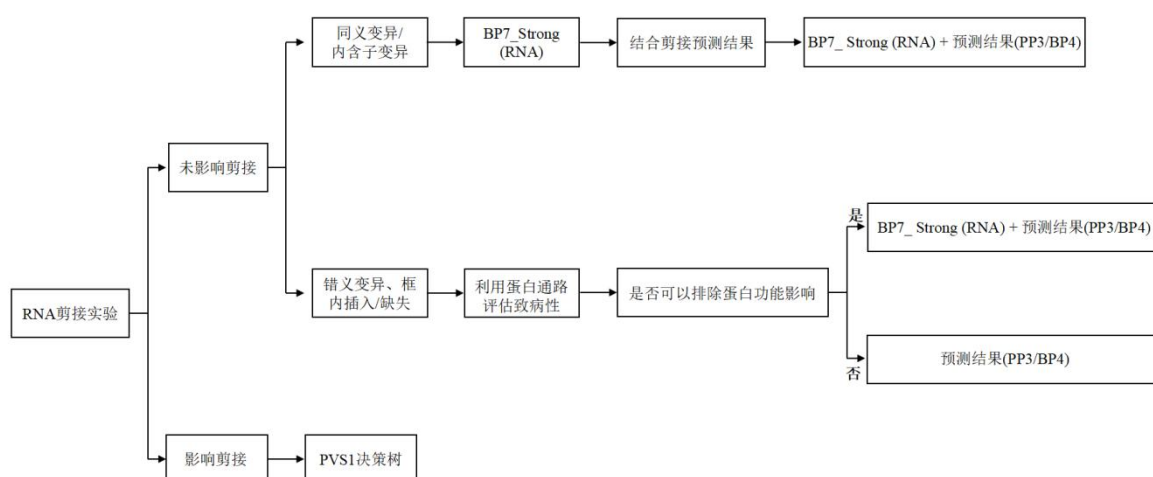 同义变异/
内含子变异
BP7_Strong
(RNA)
结合剪接预测结果
BP7_ Strong (RNA) + 预测结果(PP3/BP4)
未影响剪接
是
BP7_ Strong (RNA) + 预测结果(PP3/BP4)
错义变异、框
内插入/缺失
利用蛋白通路
评估致病性
是否可以排除蛋白功能影响
RNA剪接实验
预测结果(PP3/BP4)
否
影响剪接
PVS1决策树